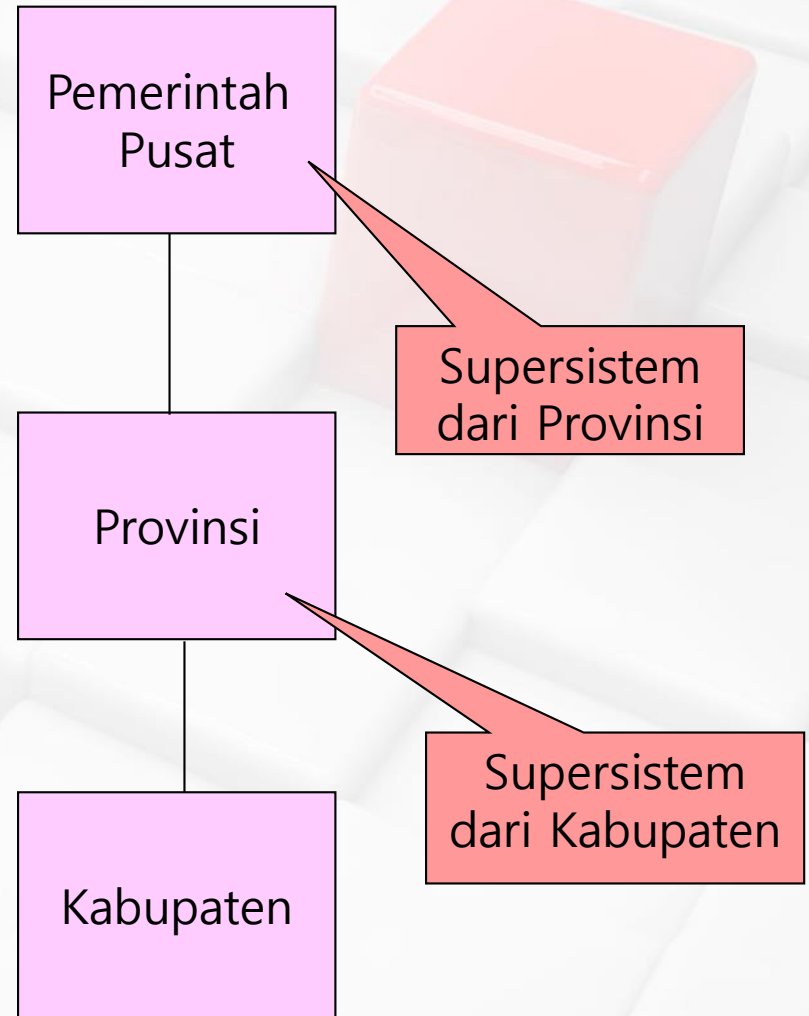 Pemerintah
Pusat
Supersistem
dari Provinsi
Provinsi
Supersistem
dari Kabupaten
Kabupaten